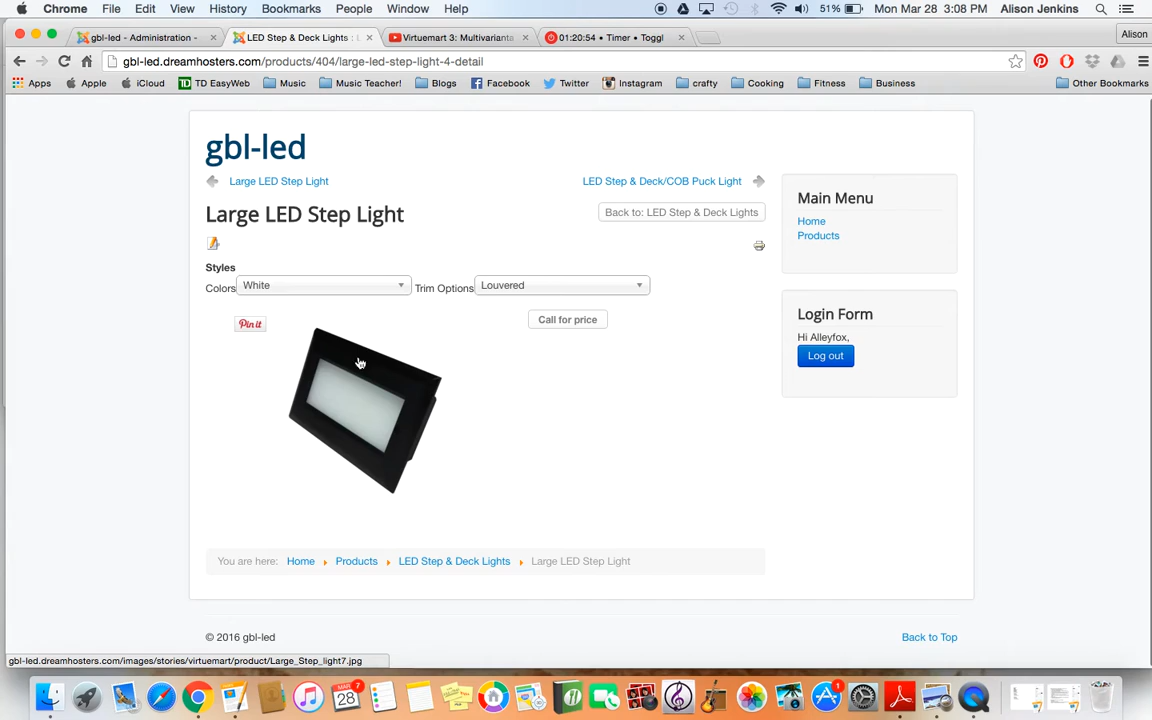 Chrome File Edit View History Bookmarks People Window Help 51% Mon Mar 28 3:08 PM Alison Jenkins
gbl-led - Administration - LED Step & Deck Lights : L Virtuemart 3: Multivarianta 01:20:54 • Timer • Toggl Alison
gbl-led.dreamhosters.com/products/404/large-led-step-light-4-detail
Apps Apple iCloud TD EasyWeb Music Music Teacher! Blogs Facebook Twitter Instagram crafty Cooking Fitness Business Other Bookmarks
gbl-led
Large LED Step Light LED Step & Deck/COB Puck Light
Large LED Step Light Back to: LED Step & Deck Lights
Styles
Colors White Trim Options Louvered
Pin it Call for price
Main Menu
Home
Products
Login Form
Hi Alleyfox,
Log out
You are here: Home Products LED Step & Deck Lights Large LED Step Light
© 2016 gbl-led Back to Top
gbl-led.dreamhosters.com/images/stories/virtuemart/product/Large_Step_light7.jpg
MAR 7
28
1